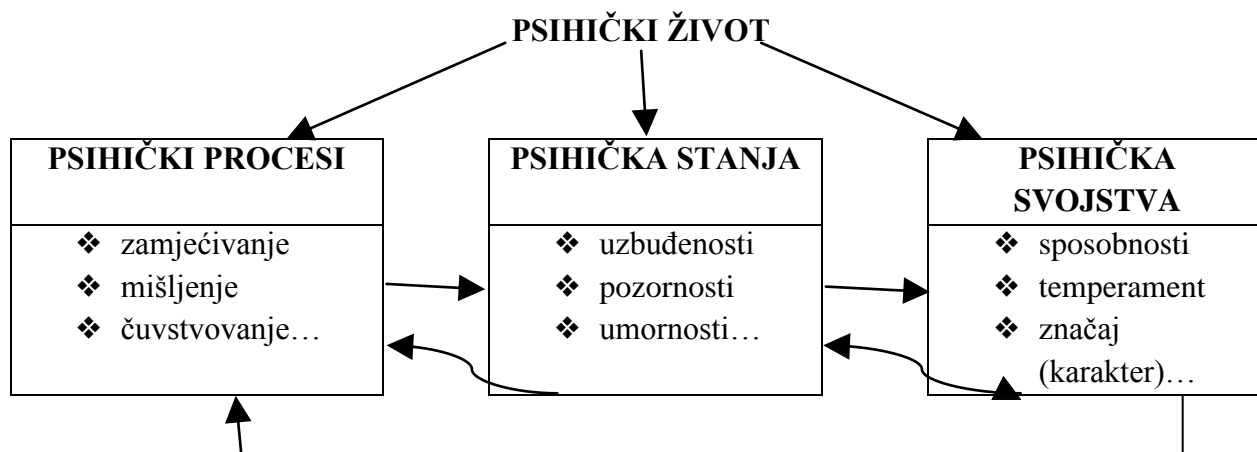 PSIHIČKI ŽIVOT
PSIHIČKI PROCESI
❖ zamjećivanje
❖ mišljenje
❖ čuvstvovanje…
PSIHIČKA STANJA
❖ uzbuđenosti
❖ pozornosti
❖ umornosti…
PSIHIČKA
SVOJSTVA
❖ sposobnosti
❖ temperament
❖ značaj
(karakter)…